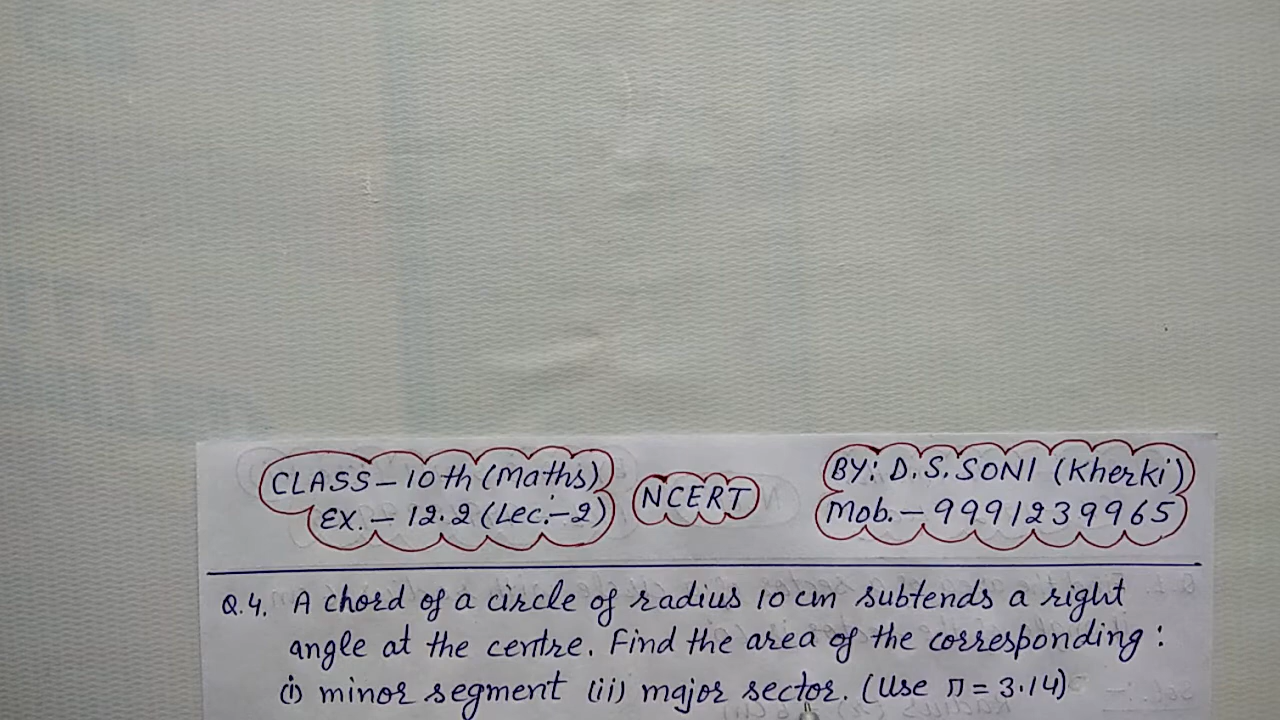 CLASS - 10th (Maths)
EX. - 12.2 (Lec:-2)
NCERT
BY: D.S. SONI (Kherki)
Mob. - 9991239965
Q.4. A chord of a circle of radius 10 cm subtends a right
angle at the centre. Find the area of the corresponding :
(i) minor segment (ii) major sector. (Use π = 3.14)